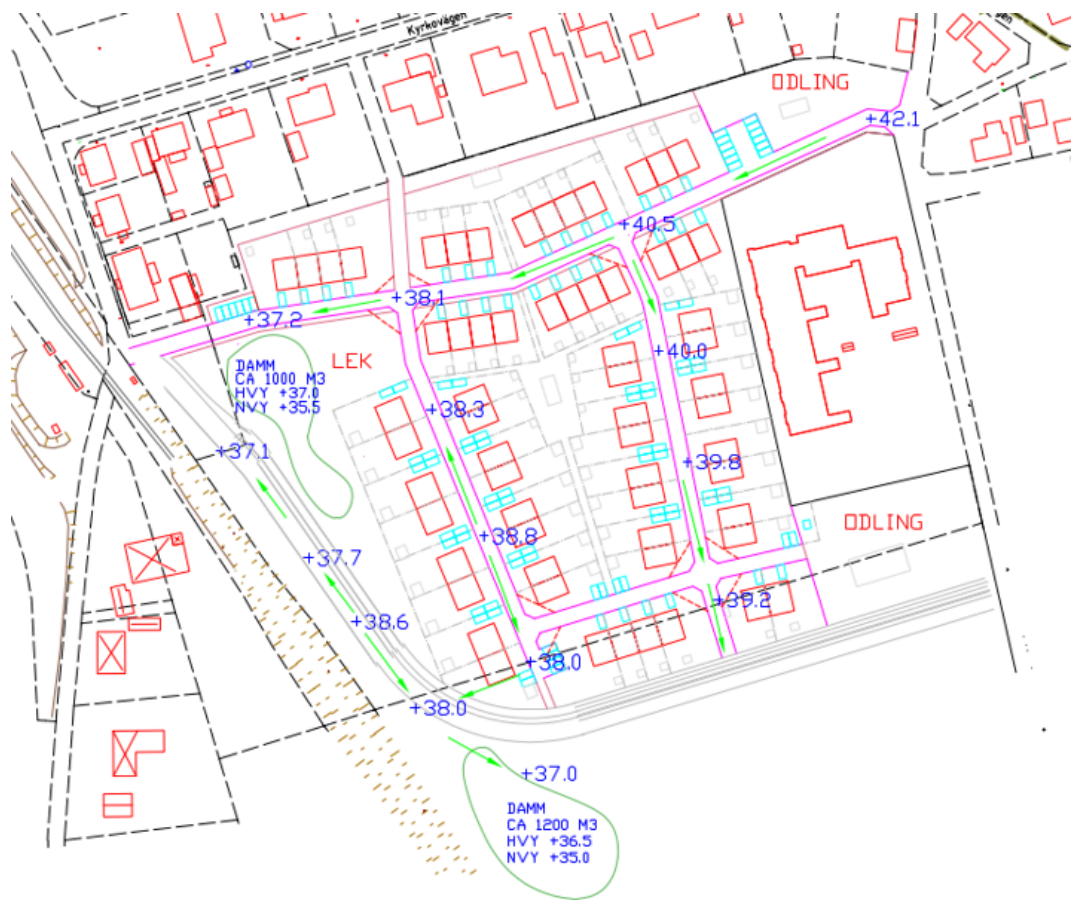 Kyrkovägen
ODLING
+42.1
+40.5
+38.1
+37.2
LEK
+40.0
DAMM
CA 1000 M3
HVY +37.0
NVY +35.5
+38.3
+37.1
+39.8
ODLING
+38.8
+37.7
+39.2
+38.6
+38.0
+38.0
+37.0
DAMM
CA 1200 M3
HVY +36.5
NVY +35.0